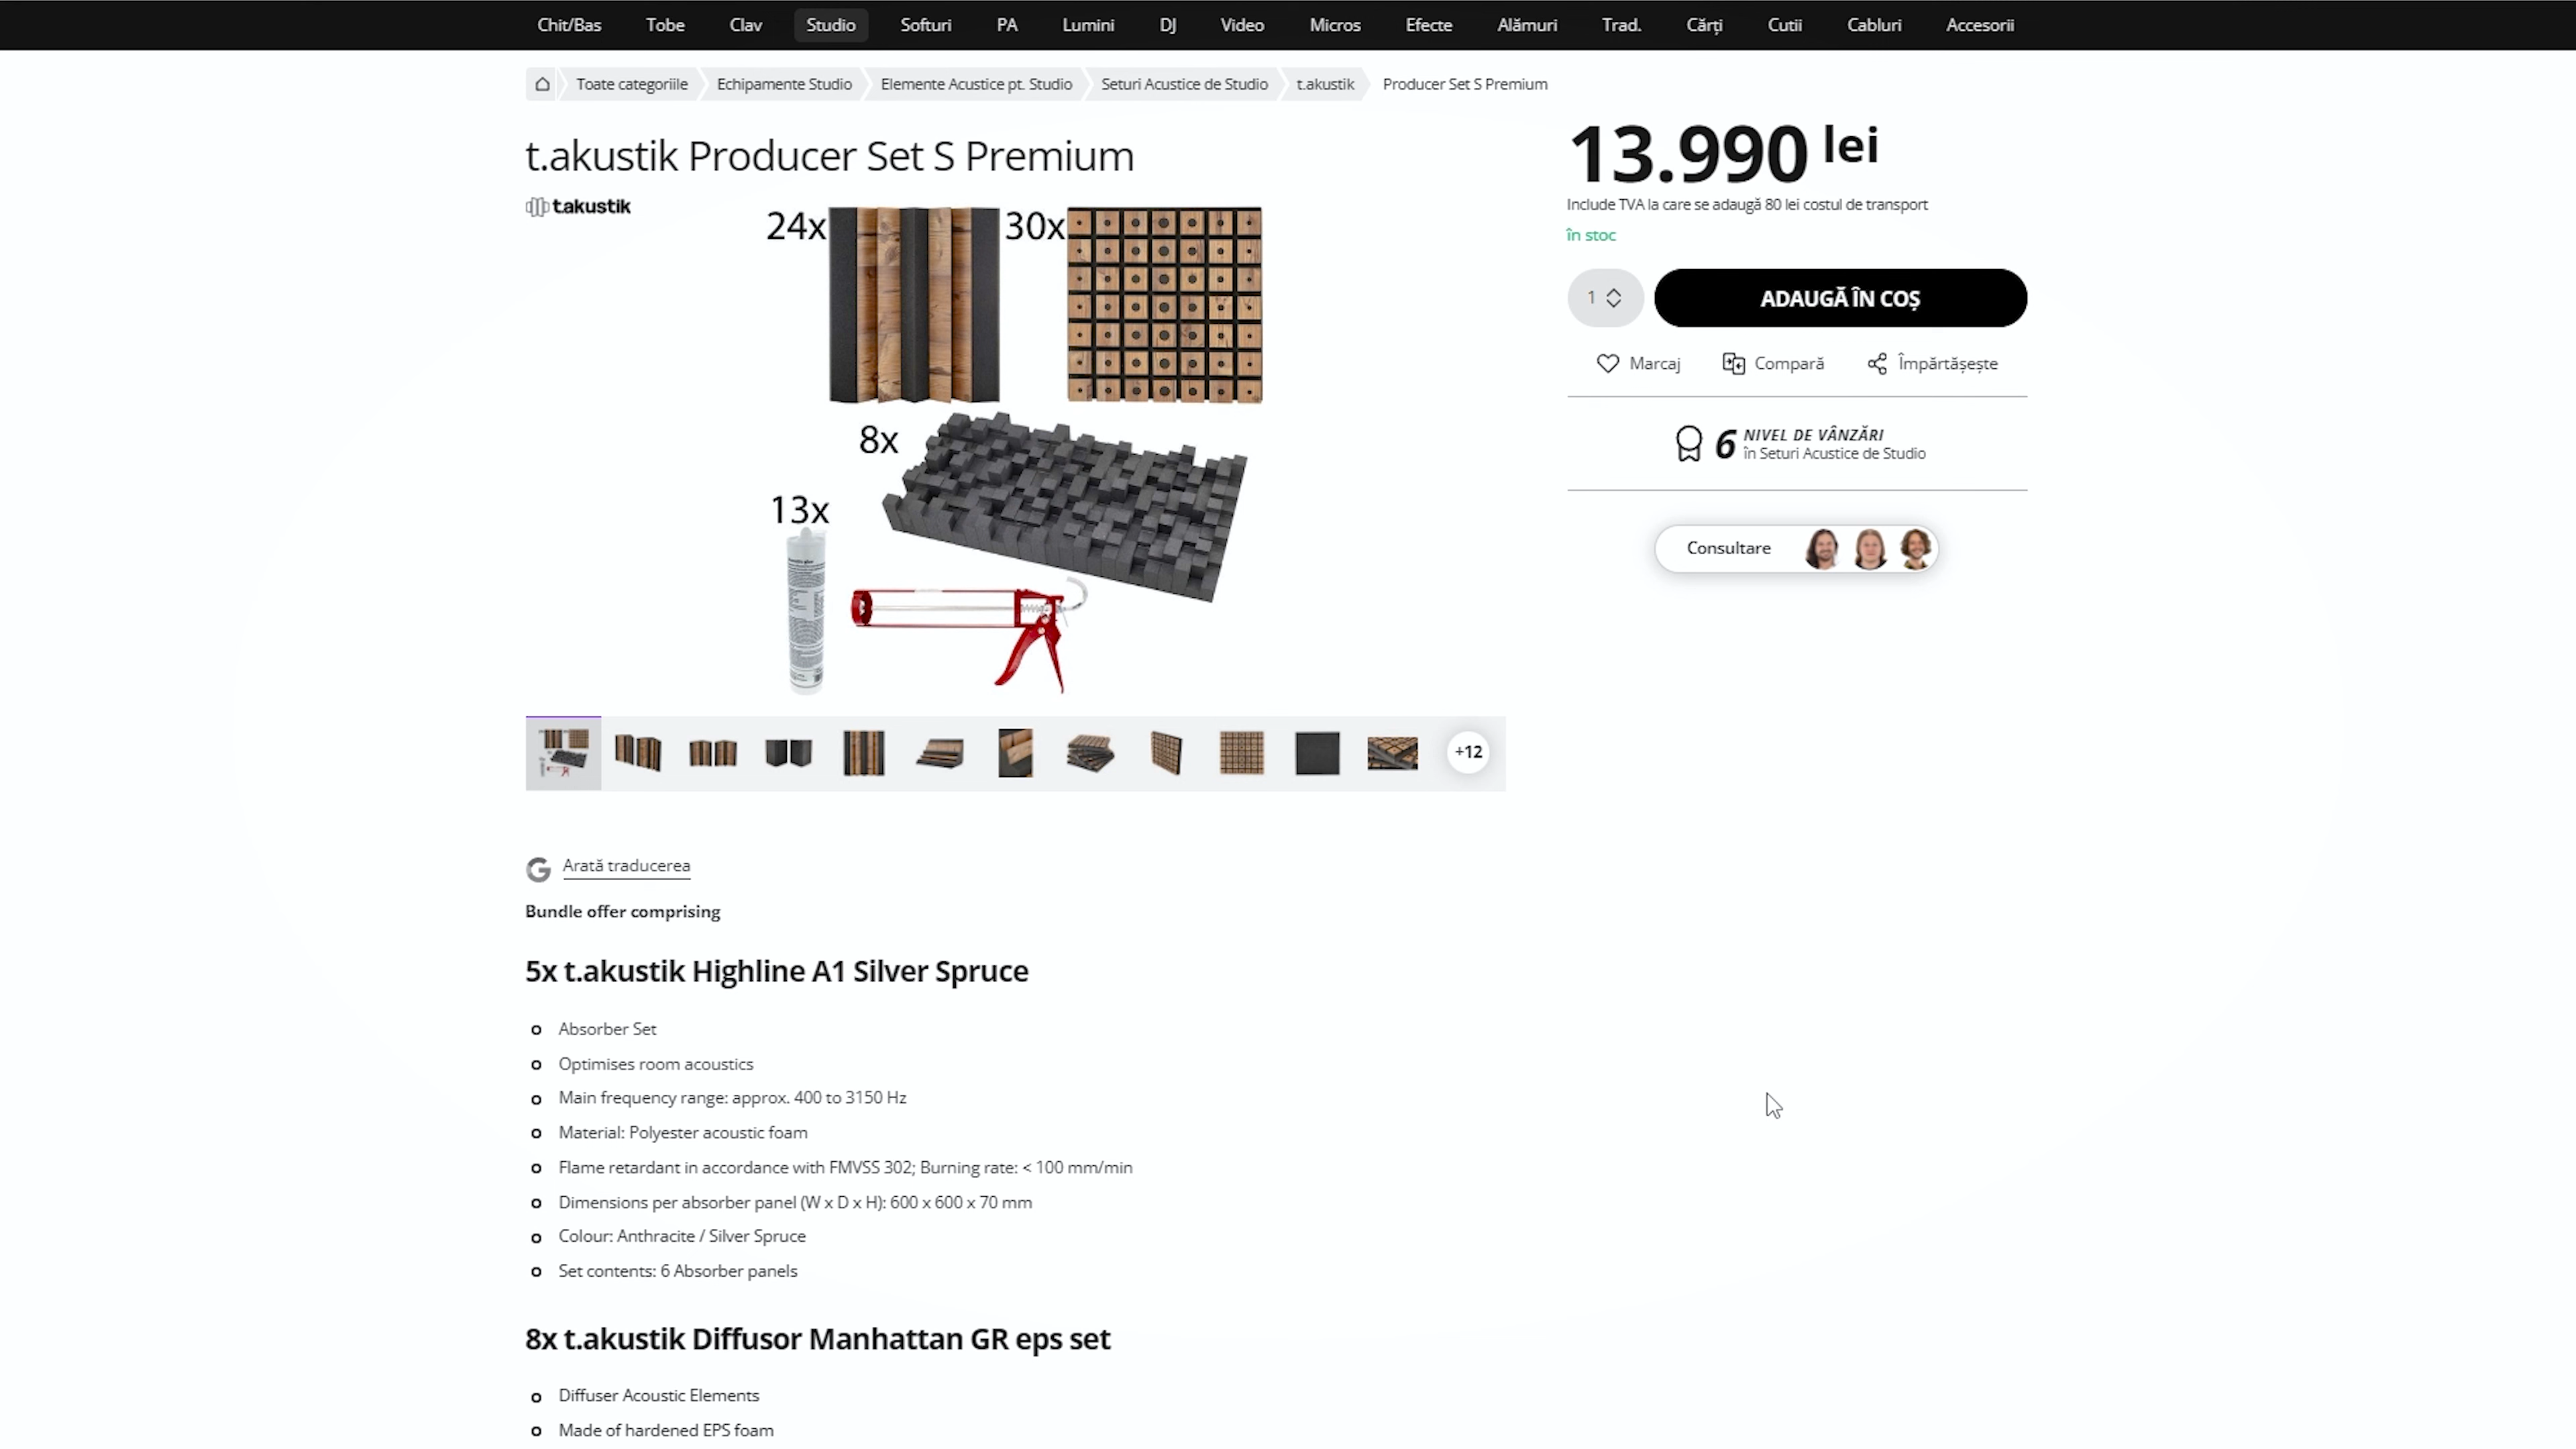 Chit/Bas Tobe Clav Studio Softuri PA Lumini DJ Video Micros Efecte Alămuri Trad. Cărți Cutii Cabluri Accesorii
Toate categoriile Echipamente Studio Elemente Acustice pt. Studio Seturi Acustice de Studio t.akustik Producer Set S Premium
t.akustik Producer Set S Premium
t.akustik
24x
30x
8x
13x
+12
13.990 lei
Include TVA la care se adaugă 80 lei costul de transport
în stoc
1
ADAUGĂ ÎN COȘ
Marcaj Compară Împărtășește
6 NIVEL DE VÂNZĂRI
în Seturi Acustice de Studio
Consultare
Arată traducerea
Bundle offer comprising
5x t.akustik Highline A1 Silver Spruce
Absorber Set
Optimises room acoustics
Main frequency range: approx. 400 to 3150 Hz
Material: Polyester acoustic foam
Flame retardant in accordance with FMVSS 302; Burning rate: < 100 mm/min
Dimensions per absorber panel (W x D x H): 600 x 600 x 70 mm
Colour: Anthracite / Silver Spruce
Set contents: 6 Absorber panels
8x t.akustik Diffusor Manhattan GR eps set
Diffuser Acoustic Elements
Made of hardened EPS foam